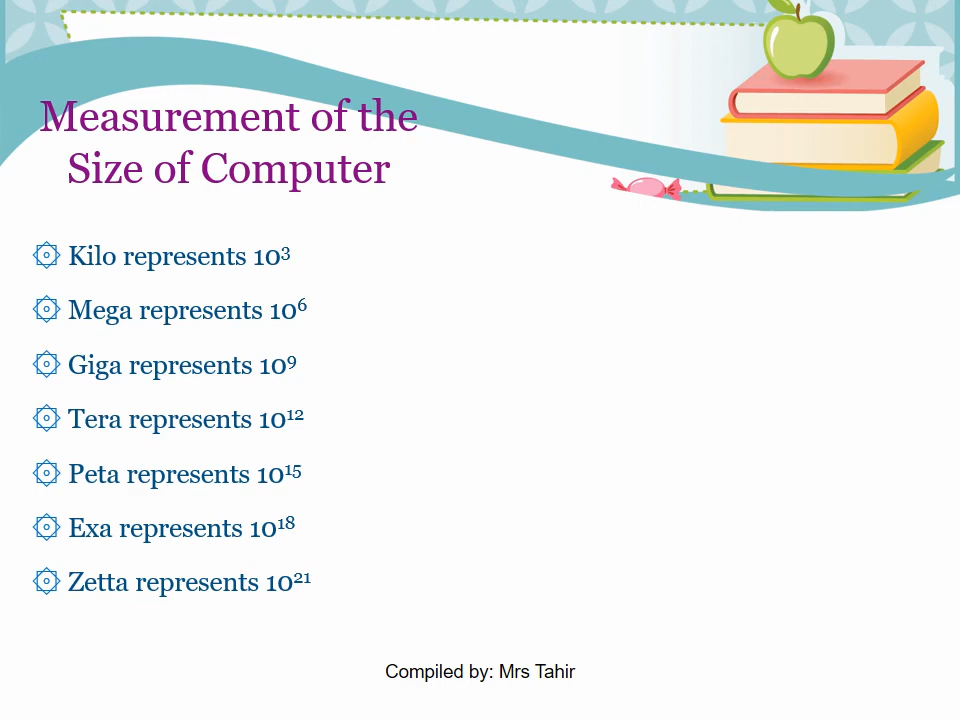 Measurement of the
Size of Computer
۞ Kilo represents 10³
۞ Mega represents 10⁶
۞ Giga represents 10⁹
۞ Tera represents 10¹²
۞ Peta represents 10¹⁵
۞ Exa represents 10¹⁸
۞ Zetta represents 10²¹
Compiled by: Mrs Tahir